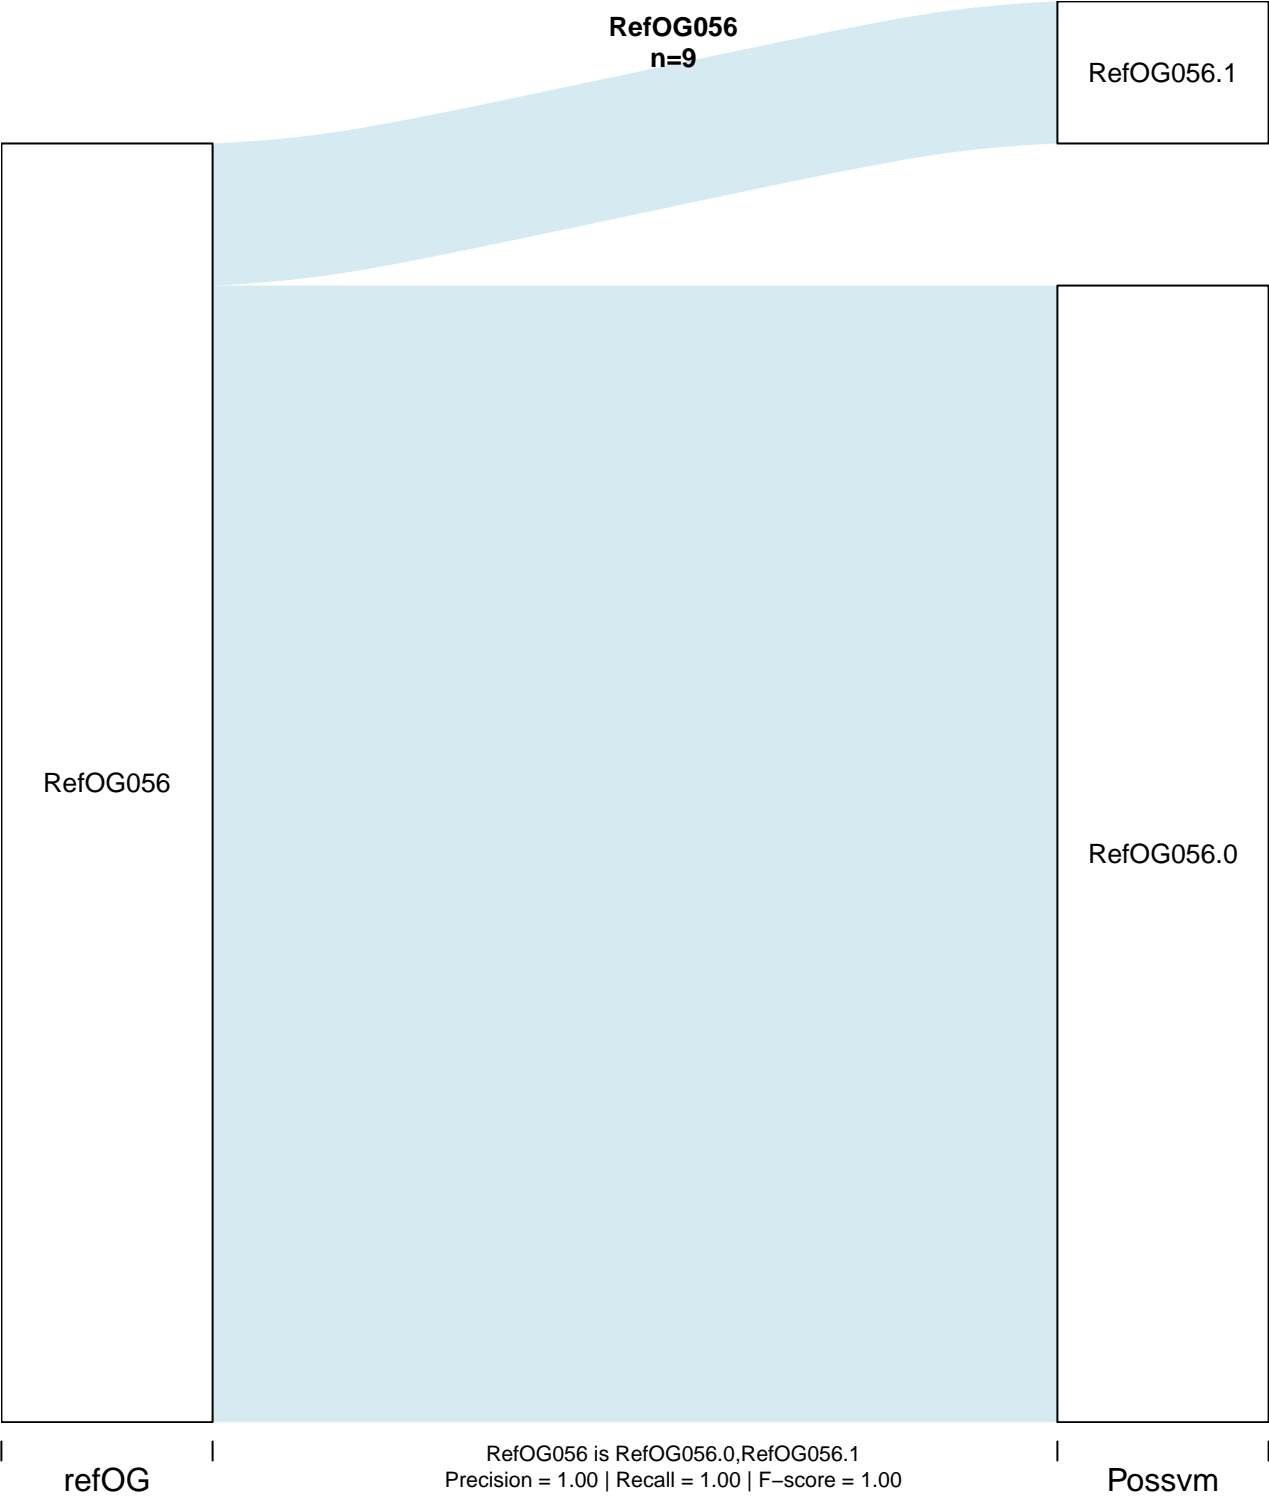 RefOG056
n=9
RefOG056.1
RefOG056
RefOG056.0
RefOG056 is RefOG056.0,RefOG056.1
Precision = 1.00 | Recall = 1.00 | F−score = 1.00
refOG
Possvm